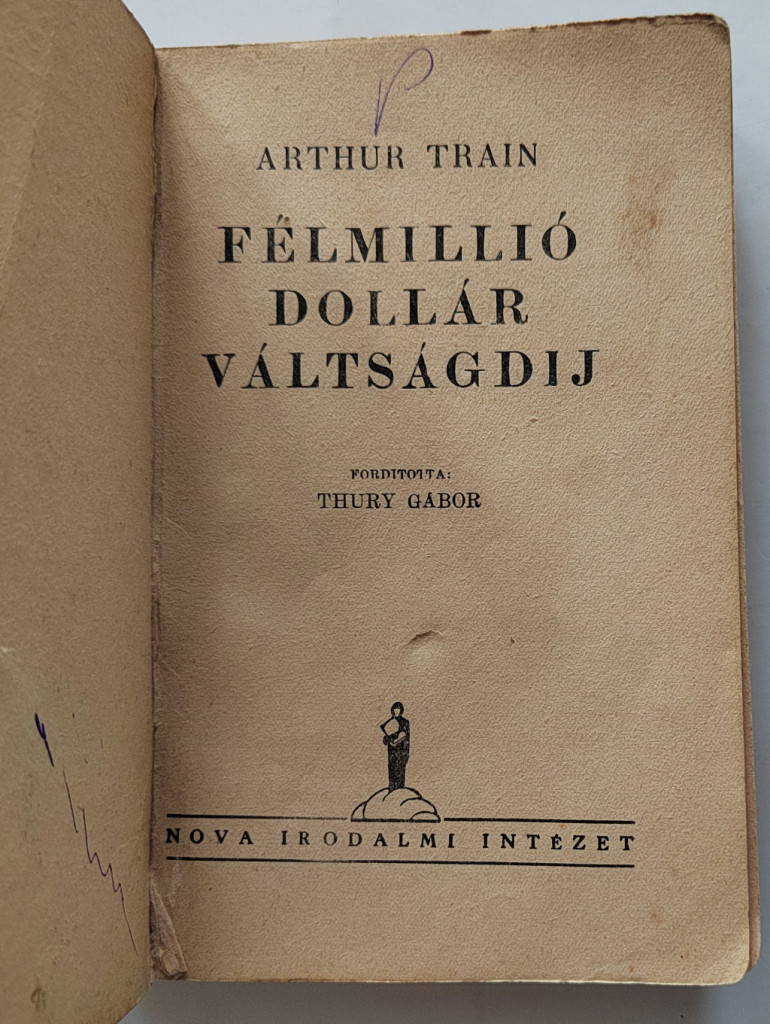 ARTHUR TRAIN
FÉLMILLIÓ
DOLLÁR
VÁLTSÁGDIJ
FORDITOTTA:
THURY GÁBOR
NOVA IRODALMI INTÉZET